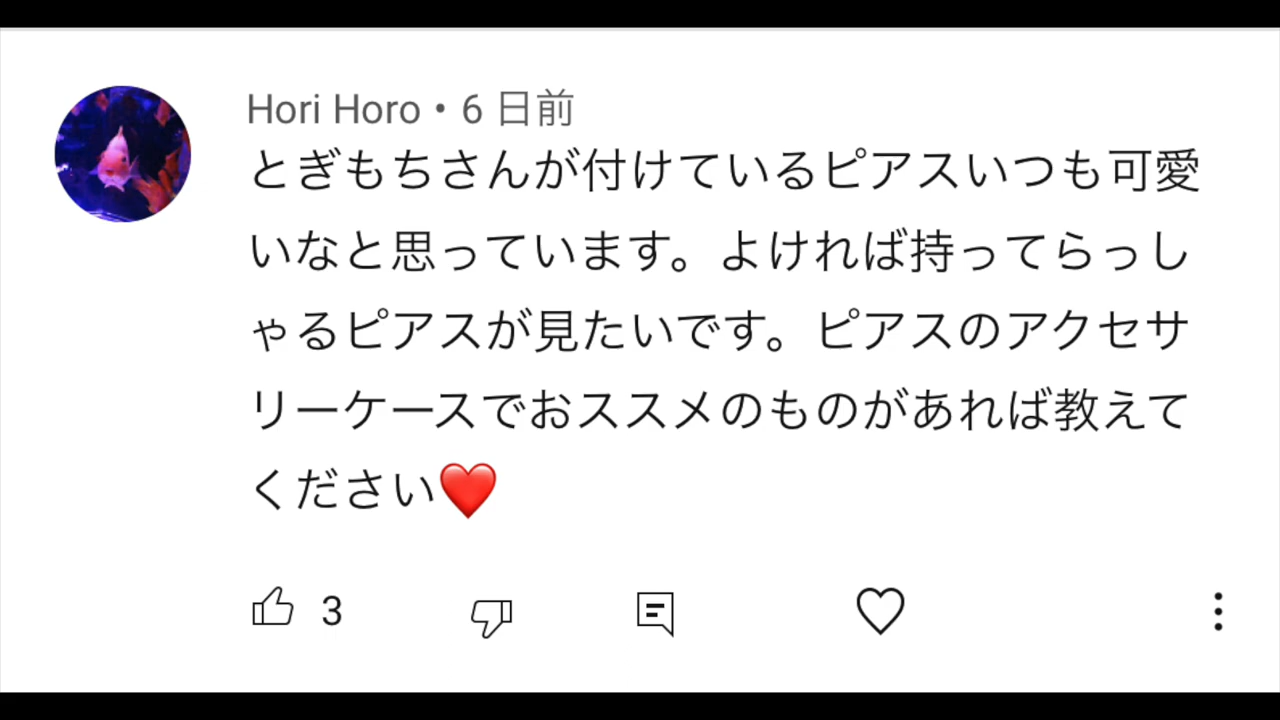 Hori Horo • 6 日前
とぎもちさんが付けているピアスいつも可愛
いなと思っています。よければ持ってらっし
ゃるピアスが見たいです。ピアスのアクセサ
リーケースでおススメのものがあれば教えて
ください❤️
3